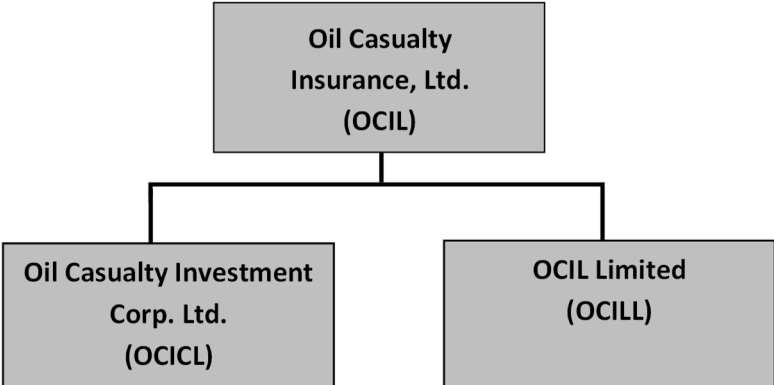 Oil Casualty
Insurance, Ltd.
(OCIL)
Oil Casualty Investment
Corp. Ltd.
(OCICL)
OCIL Limited
(OCILL)